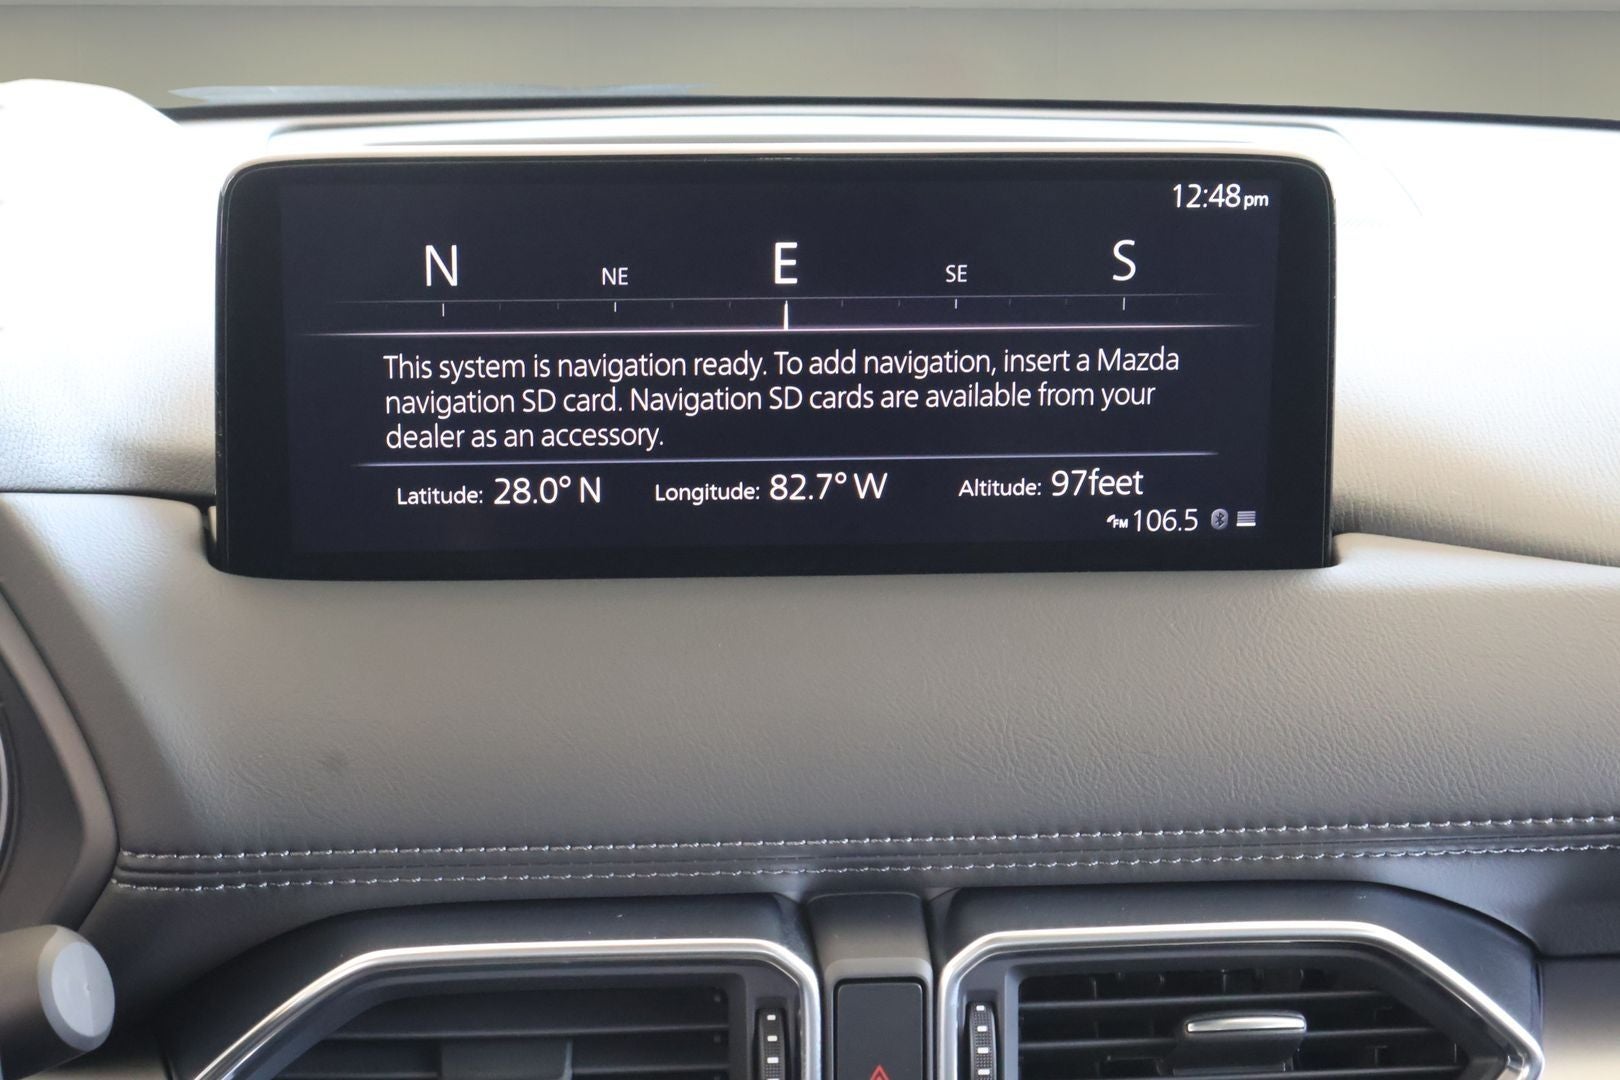 12:48pm
N NE E SE S
This system is navigation ready. To add navigation, insert a Mazda
navigation SD card. Navigation SD cards are available from your
dealer as an accessory.
Latitude: 28.0° N Longitude: 82.7° W Altitude: 97feet
FM 106.5